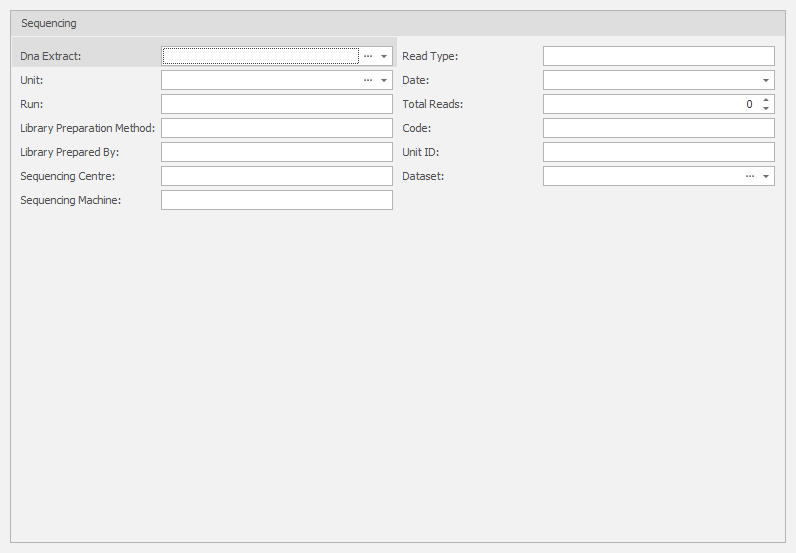 Sequencing
Dna Extract:
Unit:
Run:
Library Preparation Method:
Library Prepared By:
Sequencing Centre:
Sequencing Machine:
Read Type:
Date:
Total Reads: 0
Code:
Unit ID:
Dataset: